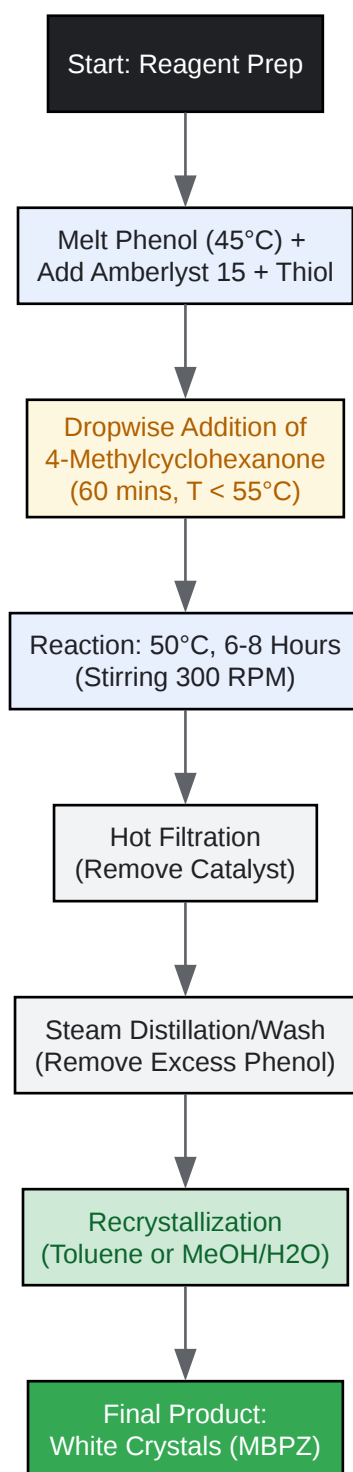 Start: Reagent Prep
Melt Phenol (45°C) +
Add Amberlyst 15 + Thiol
Dropwise Addition of
4-Methylcyclohexanone
(60 mins, T < 55°C)
Reaction: 50°C, 6-8 Hours
(Stirring 300 RPM)
Hot Filtration
(Remove Catalyst)
Steam Distillation/Wash
(Remove Excess Phenol)
Recrystallization
(Toluene or MeOH/H2O)
Final Product:
White Crystals (MBPZ)